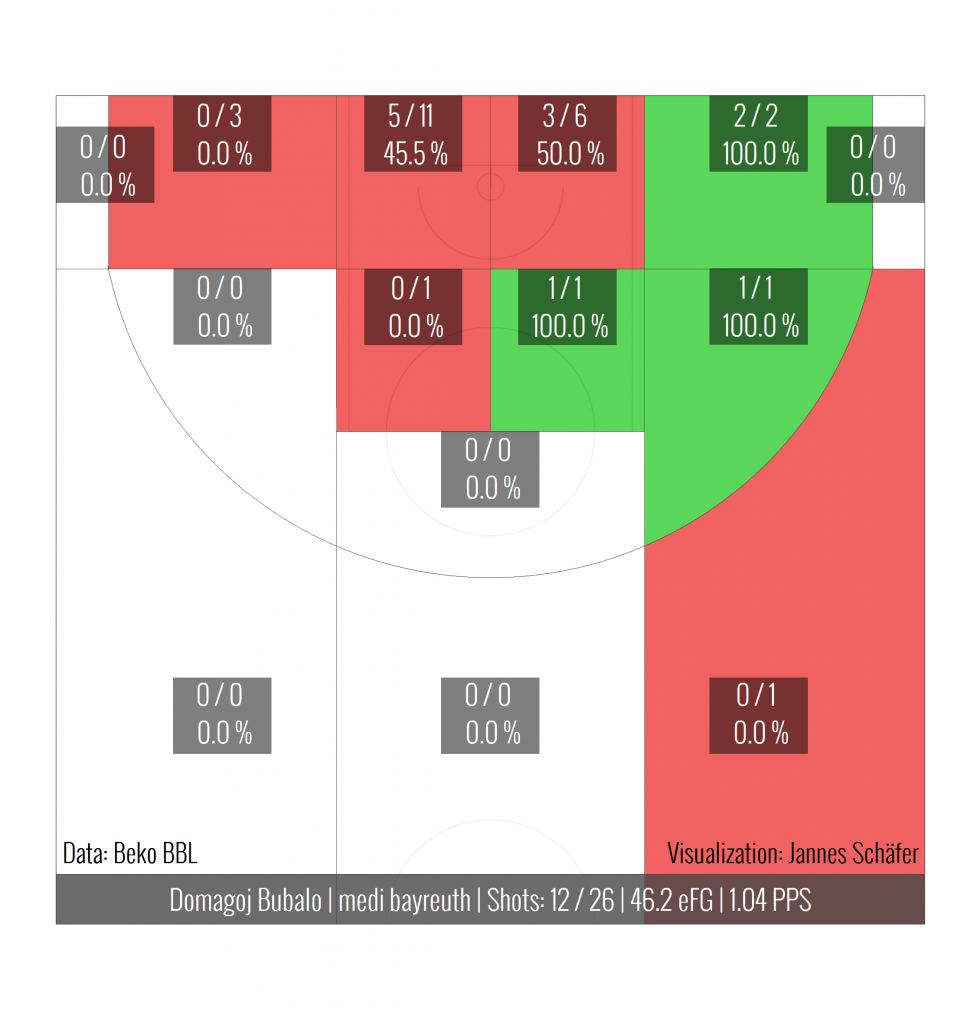 0 / 3
0.0 %
5 / 11
45.5 %
3 / 6
50.0 %
2 / 2
100.0 %
0 / 0
0.0 %
0 / 0
0.0 %
0 / 0
0.0 %
0 / 1
0.0 %
1 / 1
100.0 %
1 / 1
100.0 %
0 / 0
0.0 %
0 / 0
0.0 %
0 / 0
0.0 %
0 / 1
0.0 %
Data: Beko BBL
Visualization: Jannes Schäfer
Domagoj Bubalo | medi bayreuth | Shots: 12 / 26 | 46.2 eFG | 1.04 PPS